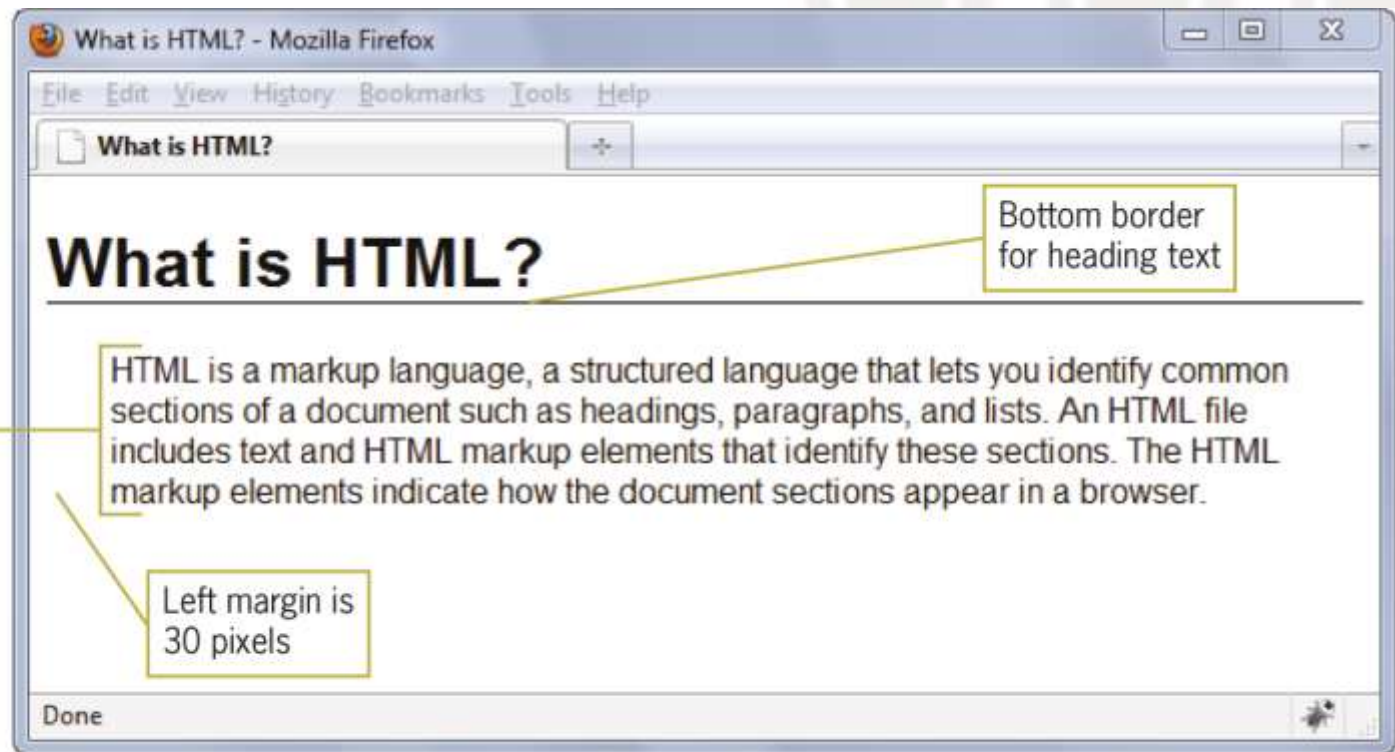 What is HTML? - Mozilla Firefox
File Edit View History Bookmarks Tools Help
What is HTML?
What is HTML?
Bottom border
for heading text
HTML is a markup language, a structured language that lets you identify common
sections of a document such as headings, paragraphs, and lists. An HTML file
includes text and HTML markup elements that identify these sections. The HTML
markup elements indicate how the document sections appear in a browser.
Left margin is
30 pixels
Done